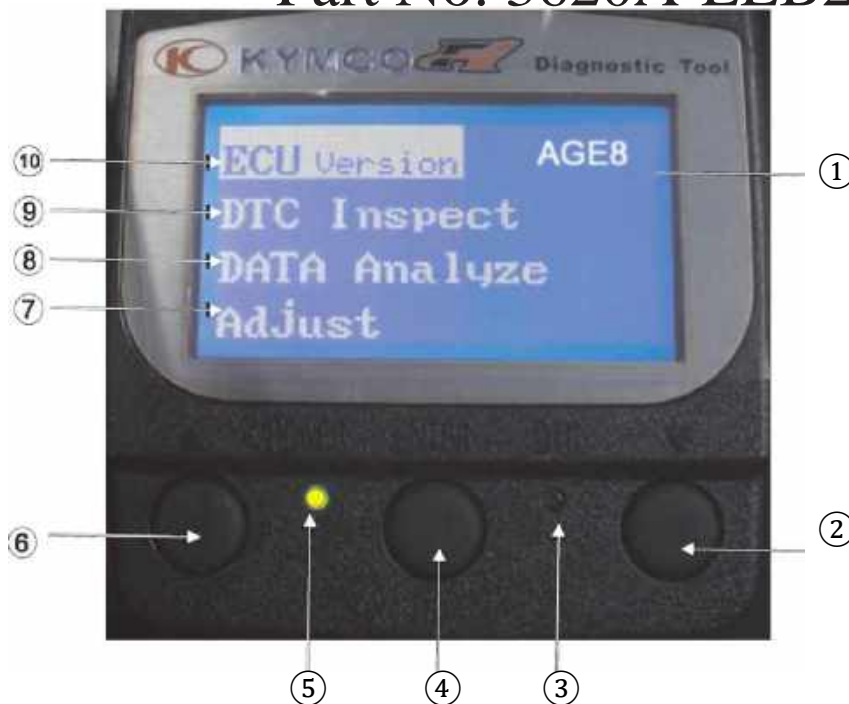 KYMCO Diagnostic Tool
⑩ ECU Version AGE8 ①
⑨ DTC Inspect
⑧ DATA Analyze
⑦ Adjust
⑥ ②
⑤ ④ ③